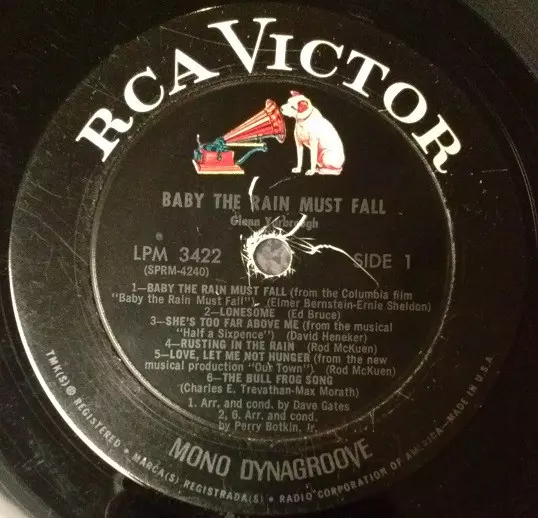 RCA VICTOR
BABY THE RAIN MUST FALL
Glenn Yarbrough
LPM 3422
(SPRM-4240)
SIDE 1
1—BABY THE RAIN MUST FALL (from the Columbia film
"Baby the Rain Must Fall") (Elmer Bernstein-Ernie Sheldon)
2—LONESOME (Ed Bruce)
3—SHE'S TOO FAR ABOVE ME (from the musical
"Half a Sixpence") (David Heneker)
4—RUSTING IN THE RAIN (Rod McKuen)
5—LOVE, LET ME NOT HUNGER (from the new
musical production "Our Town") (Rod McKuen)
6—THE BULL FROG SONG
(Charles E. Trevathan-Max Morath)
1. Arr. and cond. by Dave Gates
2, 6. Arr. and cond.
by Perry Botkin, Jr.
MONO DYNAGROOVE
TMK(S) ® REGISTERED • MARCA(S) REGISTRADA(S) • RADIO CORPORATION OF AMERICA—MADE IN U.S.A.